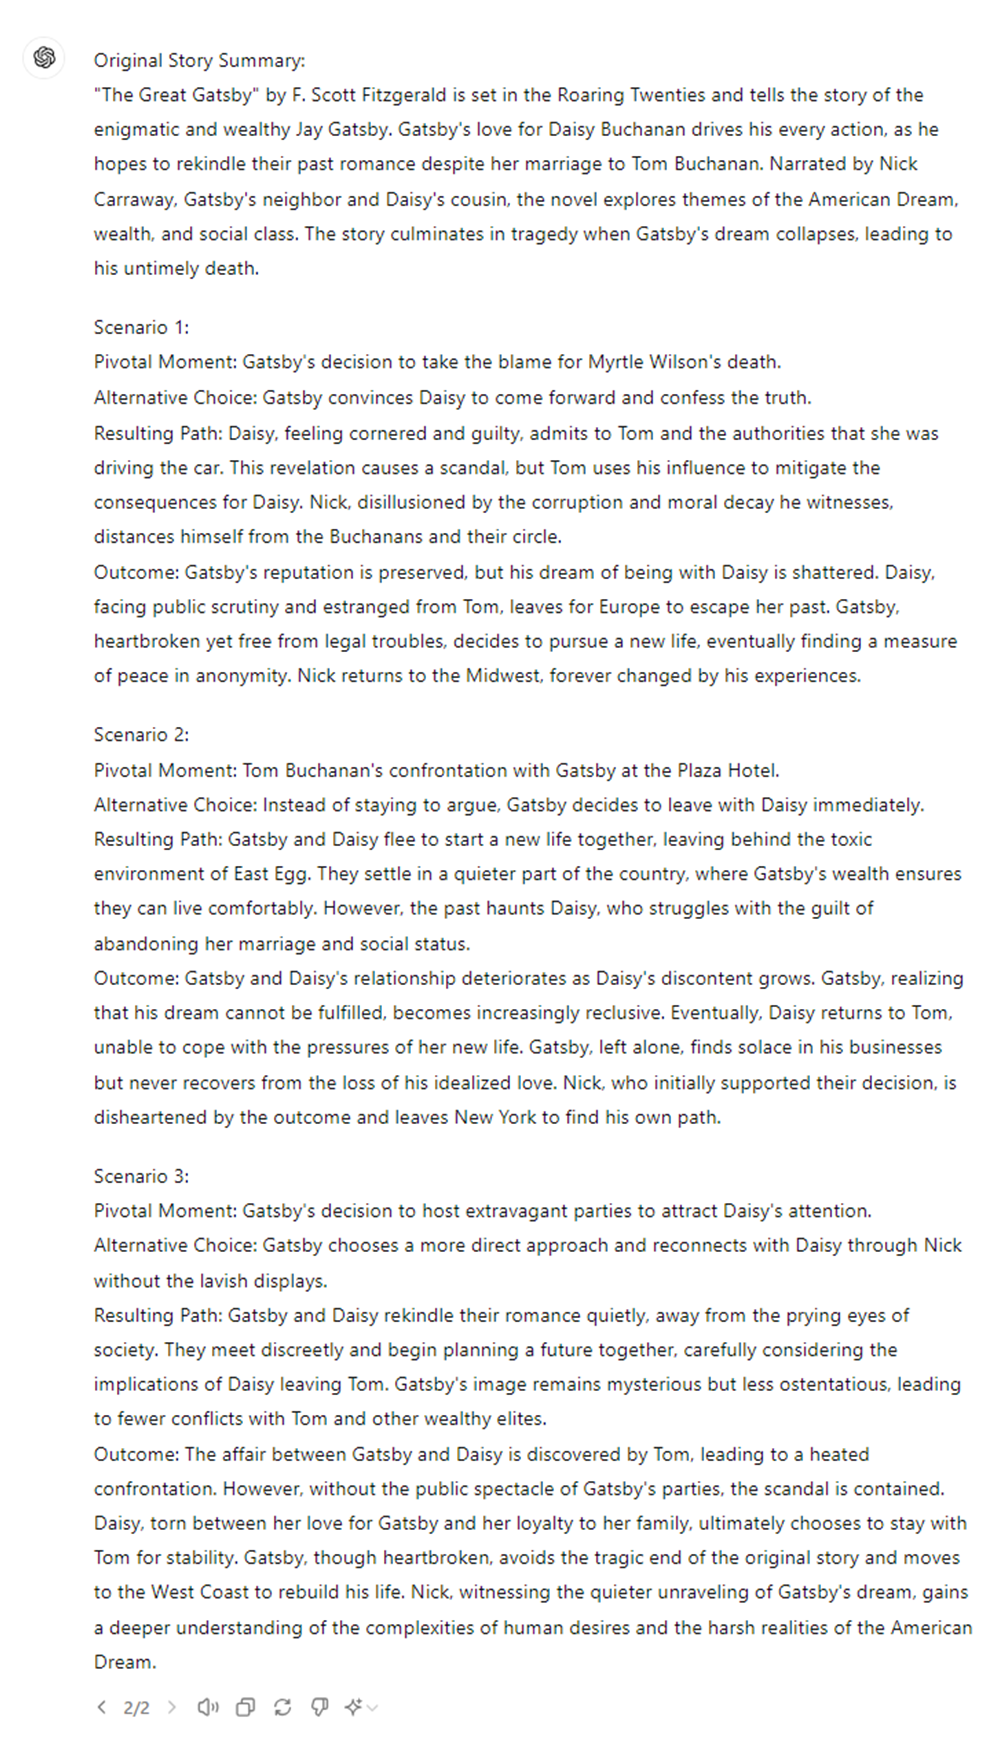 Original Story Summary:
"The Great Gatsby" by F. Scott Fitzgerald is set in the Roaring Twenties and tells the story of the
enigmatic and wealthy Jay Gatsby. Gatsby's love for Daisy Buchanan drives his every action, as he
hopes to rekindle their past romance despite her marriage to Tom Buchanan. Narrated by Nick
Carraway, Gatsby's neighbor and Daisy's cousin, the novel explores themes of the American Dream,
wealth, and social class. The story culminates in tragedy when Gatsby's dream collapses, leading to
his untimely death.
Scenario 1:
Pivotal Moment: Gatsby's decision to take the blame for Myrtle Wilson's death.
Alternative Choice: Gatsby convinces Daisy to come forward and confess the truth.
Resulting Path: Daisy, feeling cornered and guilty, admits to Tom and the authorities that she was
driving the car. This revelation causes a scandal, but Tom uses his influence to mitigate the
consequences for Daisy. Nick, disillusioned by the corruption and moral decay he witnesses,
distances himself from the Buchanans and their circle.
Outcome: Gatsby's reputation is preserved, but his dream of being with Daisy is shattered. Daisy,
facing public scrutiny and estranged from Tom, leaves for Europe to escape her past. Gatsby,
heartbroken yet free from legal troubles, decides to pursue a new life, eventually finding a measure
of peace in anonymity. Nick returns to the Midwest, forever changed by his experiences.
Scenario 2:
Pivotal Moment: Tom Buchanan's confrontation with Gatsby at the Plaza Hotel.
Alternative Choice: Instead of staying to argue, Gatsby decides to leave with Daisy immediately.
Resulting Path: Gatsby and Daisy flee to start a new life together, leaving behind the toxic
environment of East Egg. They settle in a quieter part of the country, where Gatsby's wealth ensures
they can live comfortably. However, the past haunts Daisy, who struggles with the guilt of
abandoning her marriage and social status.
Outcome: Gatsby and Daisy's relationship deteriorates as Daisy's discontent grows. Gatsby, realizing
that his dream cannot be fulfilled, becomes increasingly reclusive. Eventually, Daisy returns to Tom,
unable to cope with the pressures of her new life. Gatsby, left alone, finds solace in his businesses
but never recovers from the loss of his idealized love. Nick, who initially supported their decision, is
disheartened by the outcome and leaves New York to find his own path.
Scenario 3:
Pivotal Moment: Gatsby's decision to host extravagant parties to attract Daisy's attention.
Alternative Choice: Gatsby chooses a more direct approach and reconnects with Daisy through Nick
without the lavish displays.
Resulting Path: Gatsby and Daisy rekindle their romance quietly, away from the prying eyes of
society. They meet discreetly and begin planning a future together, carefully considering the
implications of Daisy leaving Tom. Gatsby's image remains mysterious but less ostentatious, leading
to fewer conflicts with Tom and other wealthy elites.
Outcome: The affair between Gatsby and Daisy is discovered by Tom, leading to a heated
confrontation. However, without the public spectacle of Gatsby's parties, the scandal is contained.
Daisy, torn between her love for Gatsby and her loyalty to her family, ultimately chooses to stay with
Tom for stability. Gatsby, though heartbroken, avoids the tragic end of the original story and moves
to the West Coast to rebuild his life. Nick, witnessing the quieter unraveling of Gatsby's dream, gains
a deeper understanding of the complexities of human desires and the harsh realities of the American
Dream.
2/2